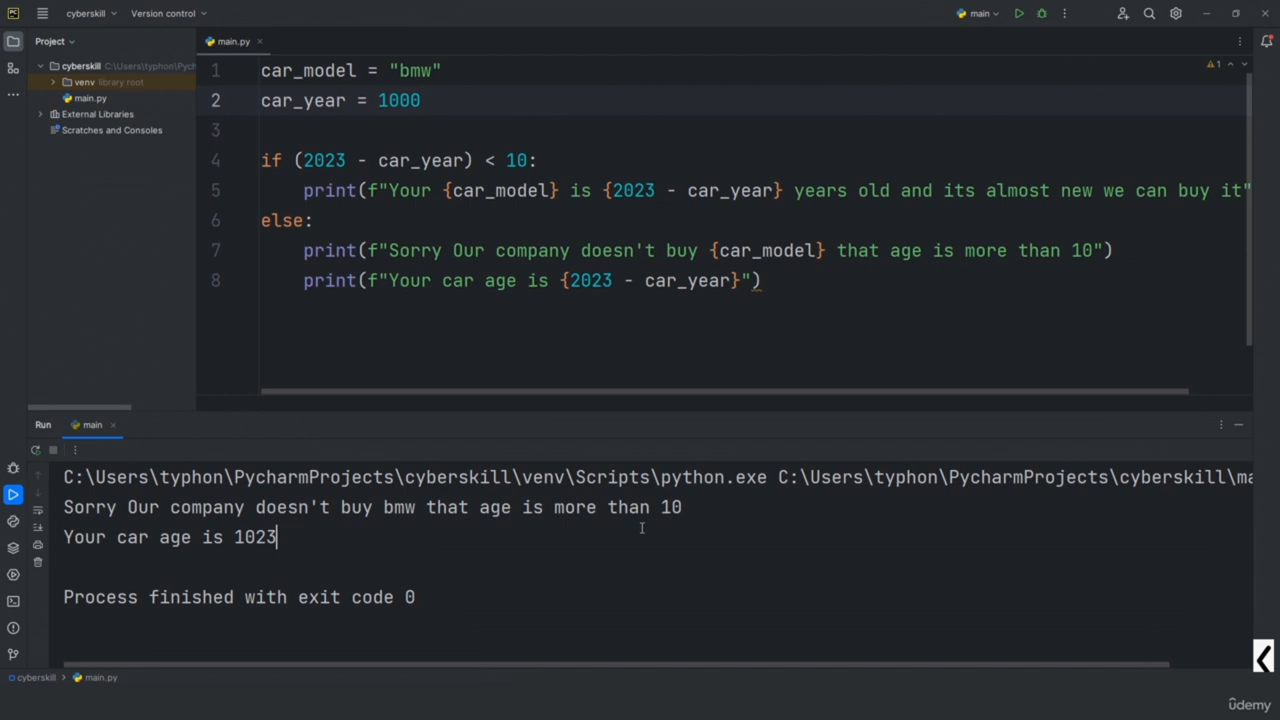 cyberskill
Version control
main
Project
main.py
cyberskill C:\Users\typhon\Pych
venv library root
main.py
External Libraries
Scratches and Consoles
1
1 car_model = "bmw"
2 car_year = 1000
3
4 if (2023 - car_year) < 10:
5 print(f"Your {car_model} is {2023 - car_year} years old and its almost new we can buy it"
6 else:
7 print(f"Sorry Our company doesn't buy {car_model} that age is more than 10")
8 print(f"Your car age is {2023 - car_year}")
Run main
C:\Users\typhon\PycharmProjects\cyberskill\venv\Scripts\python.exe C:\Users\typhon\PycharmProjects\cyberskill\ma
Sorry Our company doesn't buy bmw that age is more than 10
Your car age is 1023
Process finished with exit code 0
cyberskill > main.py
udemy